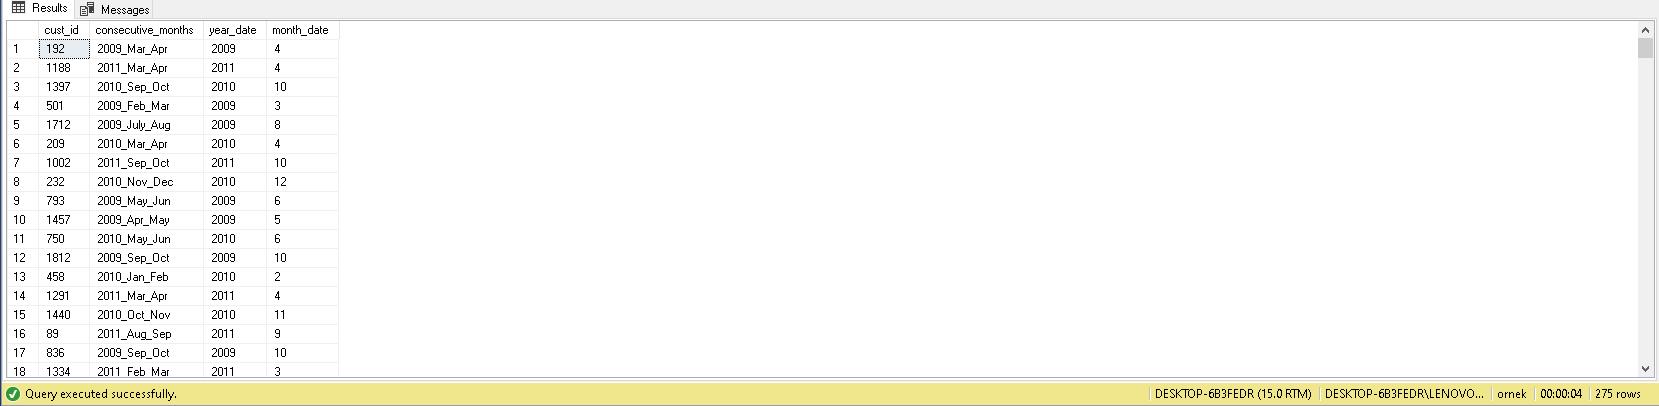 Results Messages
cust_id consecutive_months year_date month_date
1 192 2009_Mar_Apr 2009 4
2 1188 2011_Mar_Apr 2011 4
3 1397 2010_Sep_Oct 2010 10
4 501 2009_Feb_Mar 2009 3
5 1712 2009_July_Aug 2009 8
6 209 2010_Mar_Apr 2010 4
7 1002 2011_Sep_Oct 2011 10
8 232 2010_Nov_Dec 2010 12
9 793 2009_May_Jun 2009 6
10 1457 2009_Apr_May 2009 5
11 750 2010_May_Jun 2010 6
12 1812 2009_Sep_Oct 2009 10
13 458 2010_Jan_Feb 2010 2
14 1291 2011_Mar_Apr 2011 4
15 1440 2010_Oct_Nov 2010 11
16 89 2011_Aug_Sep 2011 9
17 836 2009_Sep_Oct 2009 10
18 1334 2011_Feb_Mar 2011 3
Query executed successfully. DESKTOP-6B3FEDR (15.0 RTM) DESKTOP-6B3FEDR\LENOVO... ornek 00:00:04 275 rows